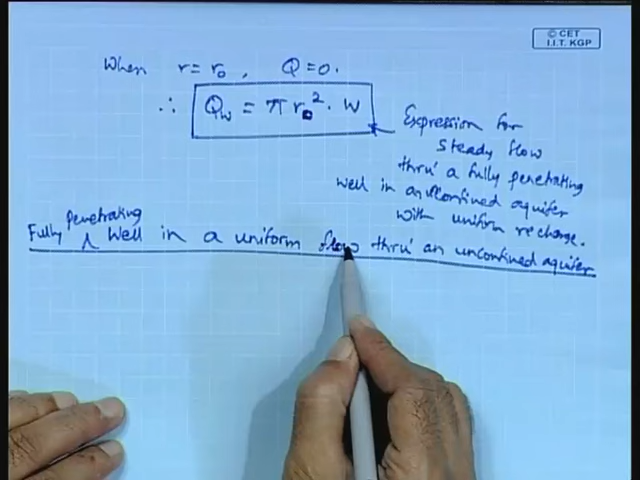 © CET
I.I.T. KGP
When r = r₀, Q = 0.
∴ Q_w = π r₀² · W
Expression for
steady flow
thru' a fully penetrating
well in an unconfined aquifer
with uniform recharge.
penetrating
Fully ∧ Well in a uniform flow thru' an unconfined aquifer